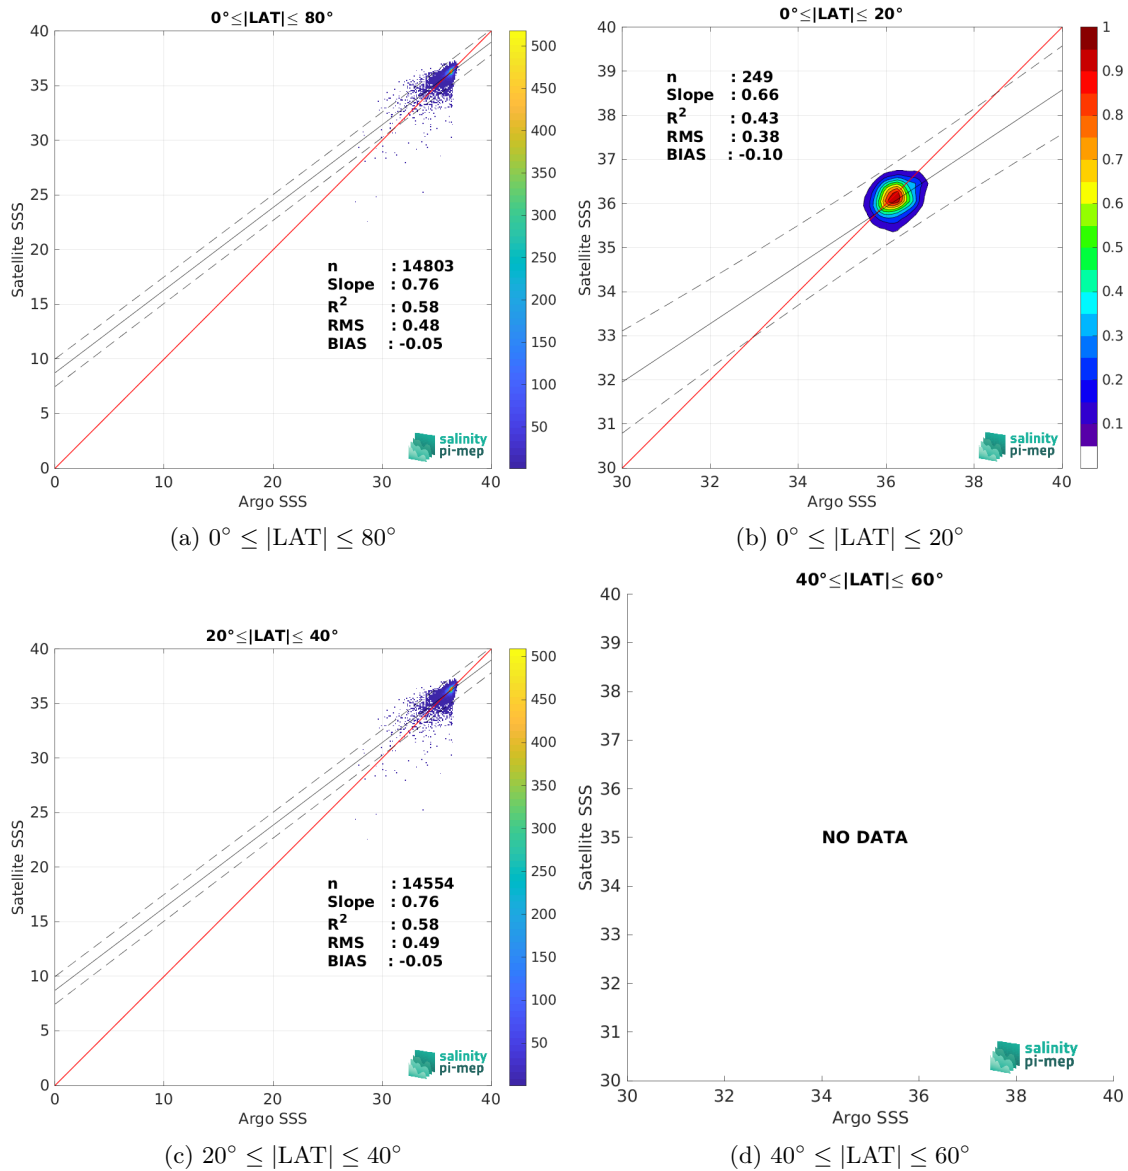 0°≤|LAT|≤ 80°
40
35
30
25
20
15
10
5
0
0
10
20
30
40
Satellite SSS
Argo SSS
n : 14803
Slope : 0.76
R² : 0.58
RMS : 0.48
BIAS : -0.05
salinity
pi-mep
500
450
400
350
300
250
200
150
100
50
(a) 0° ≤ |LAT| ≤ 80°
0°≤|LAT|≤ 20°
40
39
38
37
36
35
34
33
32
31
30
30
32
34
36
38
40
Satellite SSS
Argo SSS
n : 249
Slope : 0.66
R² : 0.43
RMS : 0.38
BIAS : -0.10
salinity
pi-mep
1
0.9
0.8
0.7
0.6
0.5
0.4
0.3
0.2
0.1
(b) 0° ≤ |LAT| ≤ 20°
20°≤|LAT|≤ 40°
40
35
30
25
20
15
10
5
0
0
10
20
30
40
Satellite SSS
Argo SSS
n : 14554
Slope : 0.76
R² : 0.58
RMS : 0.49
BIAS : -0.05
salinity
pi-mep
500
450
400
350
300
250
200
150
100
50
0
(c) 20° ≤ |LAT| ≤ 40°
40°≤|LAT|≤ 60°
40
39
38
37
36
35
34
33
32
31
30
30
32
34
36
38
40
Satellite SSS
Argo SSS
NO DATA
salinity
pi-mep
(d) 40° ≤ |LAT| ≤ 60°